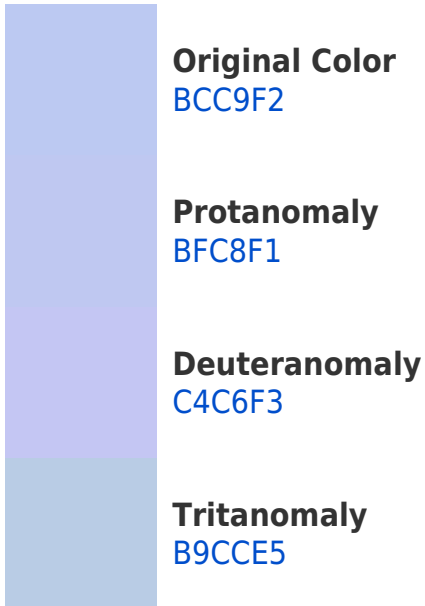 Original Color
BCC9F2
Protanomaly
BFC8F1
Deuteranomaly
C4C6F3
Tritanomaly
B9CCE5